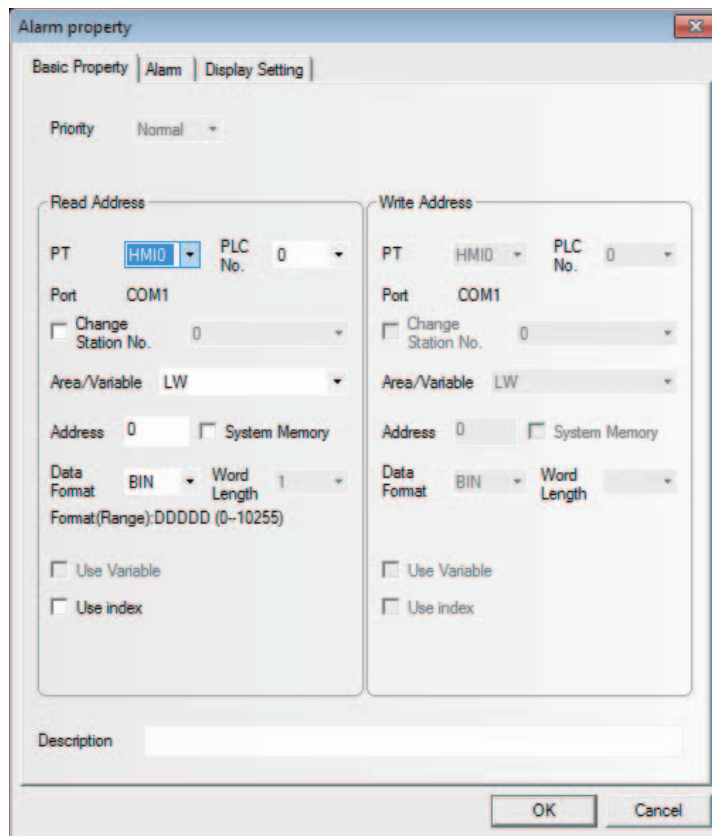 Alarm property
Basic Property Alarm Display Setting
Priority Normal
Read Address
PT HMI0 PLC No. 0
Port COM1
Change Station No. 0
Area/Variable LW
Address 0 System Memory
Data Format BIN Word Length 1
Format(Range):DDDDD (0--10255)
Use Variable
Use index
Write Address
PT HMI0 PLC No. 0
Port COM1
Change Station No. 0
Area/Variable LW
Address 0 System Memory
Data Format BIN Word Length
Use Variable
Use index
Description
OK Cancel